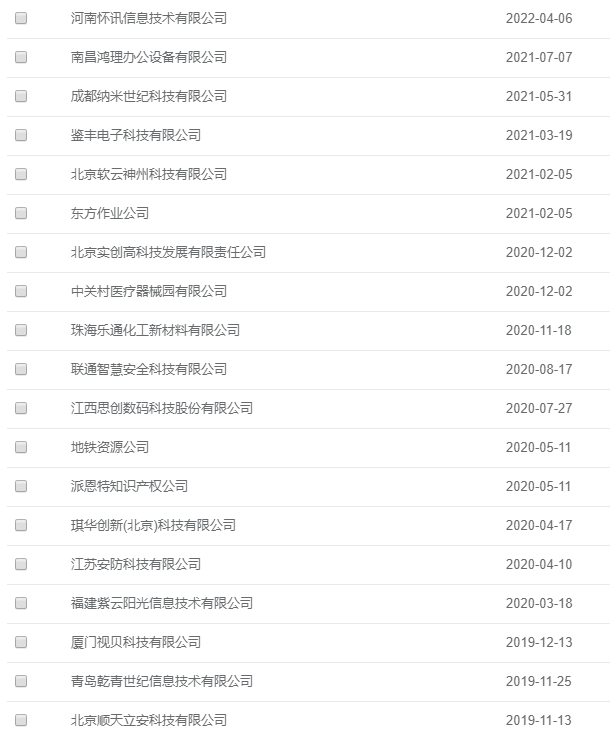 河南怀讯信息技术有限公司 2022-04-06
南昌鸿理办公设备有限公司 2021-07-07
成都纳米世纪科技有限公司 2021-05-31
鉴丰电子科技有限公司 2021-03-19
北京软云神州科技有限公司 2021-02-05
东方作业公司 2021-02-05
北京实创高科技发展有限责任公司 2020-12-02
中关村医疗器械园有限公司 2020-12-02
珠海乐通化工新材料有限公司 2020-11-18
联通智慧安全科技有限公司 2020-08-17
江西思创数码科技股份有限公司 2020-07-27
地铁资源公司 2020-05-11
派恩特知识产权公司 2020-05-11
琪华创新(北京)科技有限公司 2020-04-17
江苏安防科技有限公司 2020-04-10
福建紫云阳光信息技术有限公司 2020-03-18
厦门视贝科技有限公司 2019-12-13
青岛乾青世纪信息技术有限公司 2019-11-25
北京顺天立安科技有限公司 2019-11-13